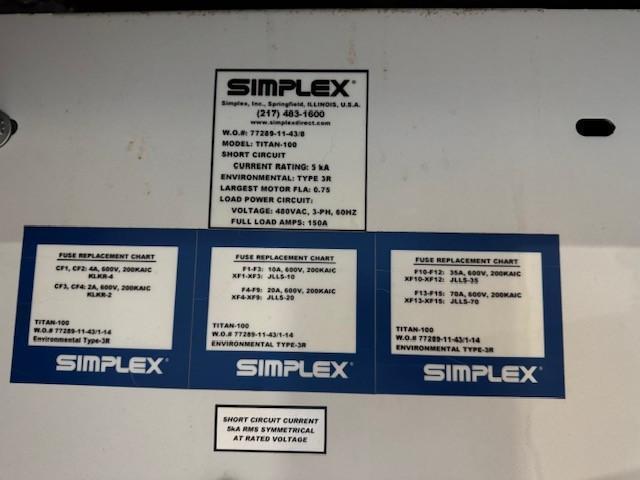 SIMPLEX®
Simplex, Inc., Springfield, ILLINOIS, U.S.A.
(217) 483-1600
www.simplexdirect.com
W.O.#: 77289-11-43/8
MODEL: TITAN-100
SHORT CIRCUIT
CURRENT RATING: 5 kA
ENVIRONMENTAL: TYPE 3R
LARGEST MOTOR FLA: 0.75
LOAD POWER CIRCUIT:
VOLTAGE: 480VAC, 3-PH, 60HZ
FULL LOAD AMPS: 150A
FUSE REPLACEMENT CHART
CF1, CF2: 4A, 600V, 200KAIC
KLKR-4
CF3, CF4: 2A, 600V, 200KAIC
KLKR-2
TITAN-100
W.O.# 77289-11-43/1-14
Environmental Type-3R
SIMPLEX®
FUSE REPLACEMENT CHART
F1-F3: 10A, 600V, 200KAIC
XF1-XF3: JLLS-10
F4-F9: 20A, 600V, 200KAIC
XF4-XF9: JLLS-20
TITAN-100
W.O.# 77289-11-43/1-14
ENVIRONMENTAL TYPE-3R
SIMPLEX®
FUSE REPLACEMENT CHART
F10-F12: 35A, 600V, 200KAIC
XF10-XF12: JLLS-35
F13-F15: 70A, 600V, 200KAIC
XF13-XF15: JLLS-70
TITAN-100
W.O.# 77289-11-43/1-14
ENVIRONMENTAL TYPE-3R
SIMPLEX®
SHORT CIRCUIT CURRENT
5kA RMS SYMMETRICAL
AT RATED VOLTAGE